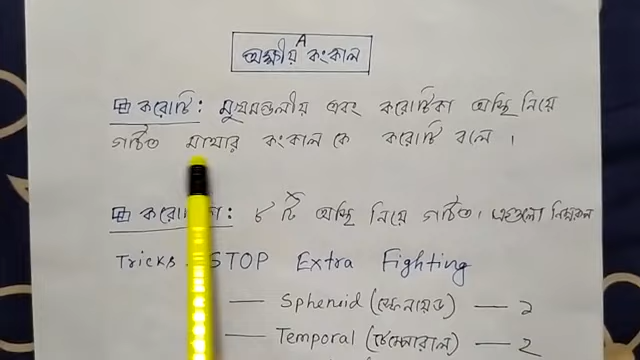 A
অক্ষীয় কংকাল
করোটি: মুখমন্ডলীয় এবং করোটিকা অস্থি নিয়ে
গঠিত মাথার কংকাল কে করোটি বলে।
৮ টি অস্থি নিয়ে গঠিত। এগুলো নিম্নরূপ
Tricks STOP Extra Fighting
— Sphenoid (স্ফেনয়েড) — ১
— Temporal (টেম্পোরাল) — ২